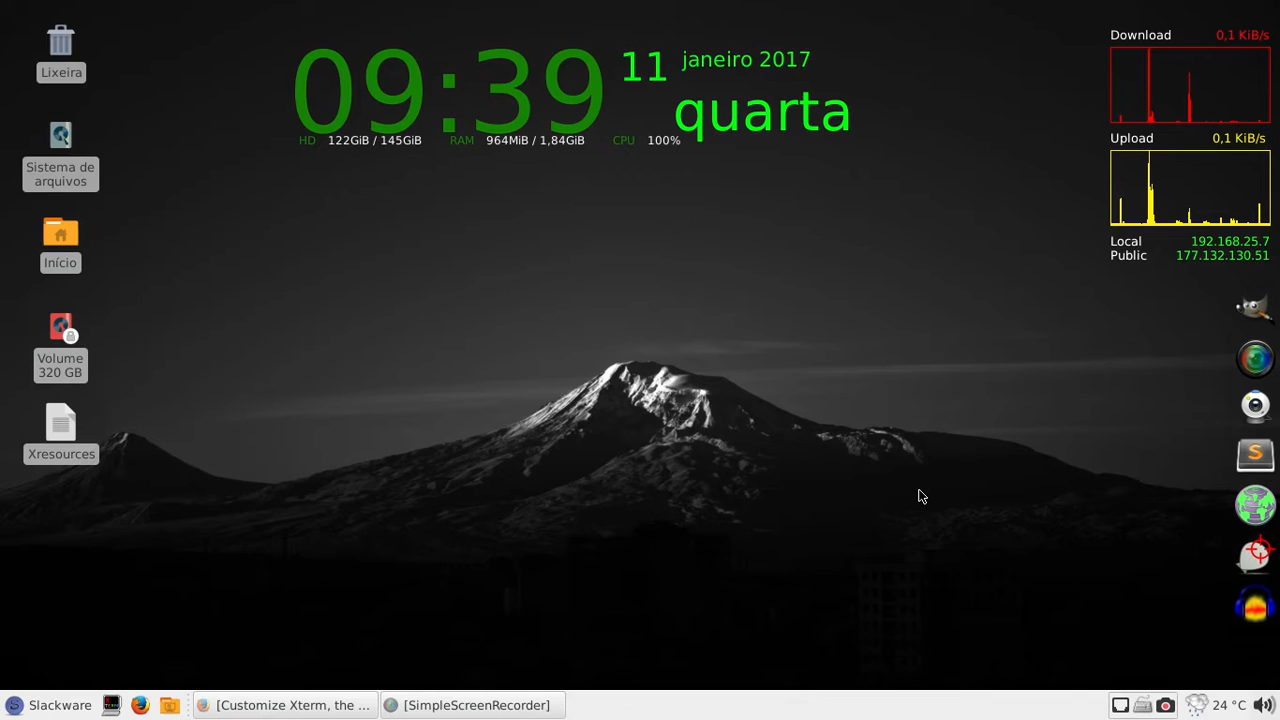 Lixeira
Sistema de
arquivos
Início
Volume
320 GB
Xresources
09:39
11 janeiro 2017
quarta
HD 122GiB / 145GiB RAM 964MiB / 1,84GiB CPU 100%
Download 0,1 KiB/s
Upload 0,1 KiB/s
Local 192.168.25.7
Public 177.132.130.51
Slackware
[Customize Xterm, the ...
[SimpleScreenRecorder]
24 °C